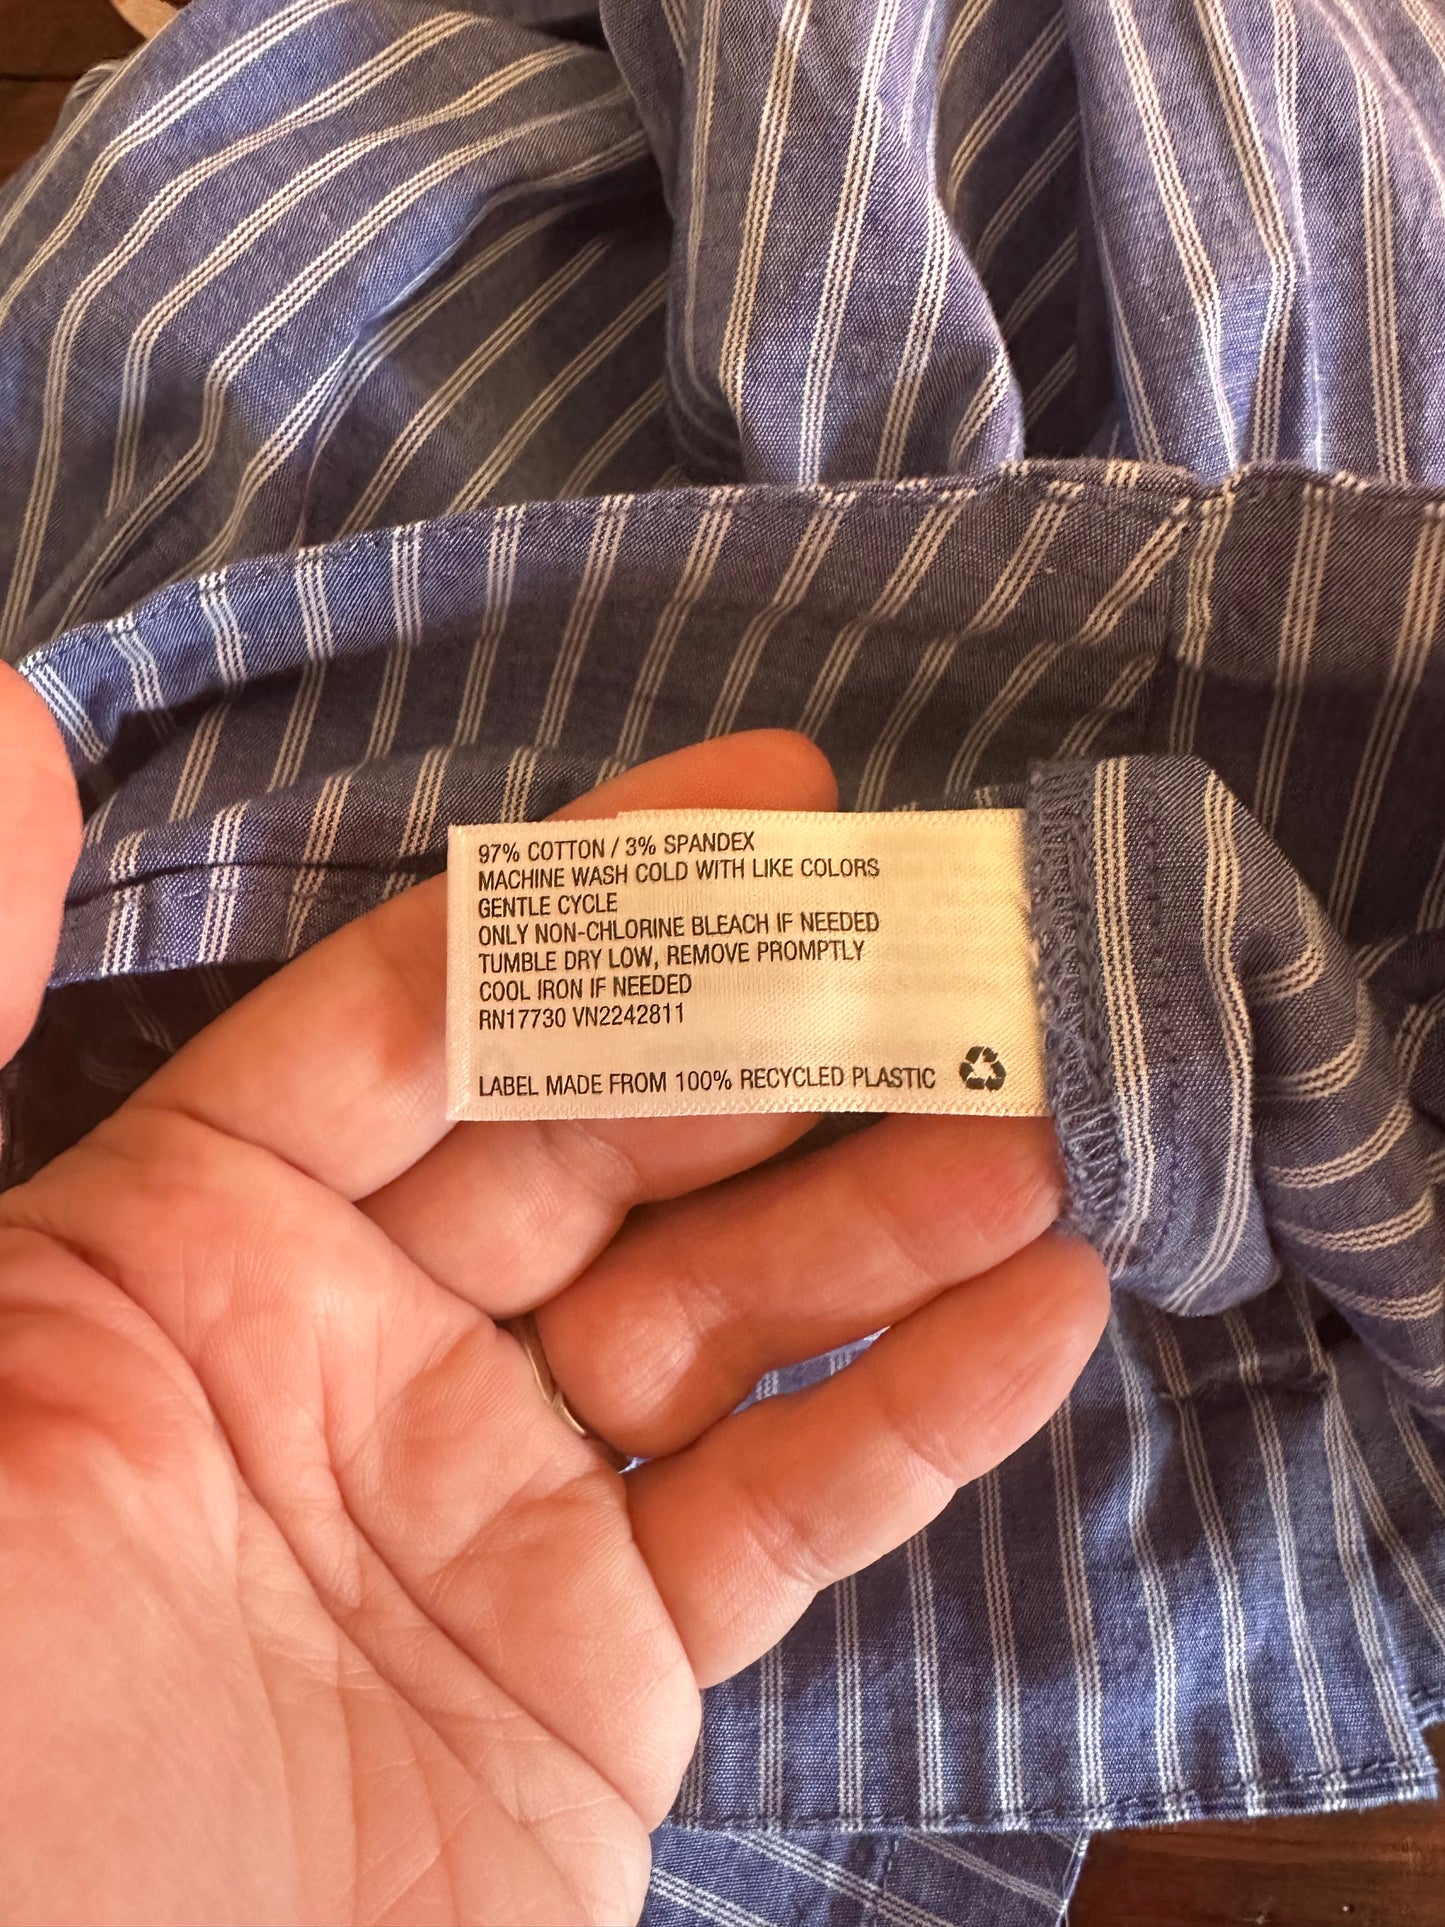 97% COTTON / 3% SPANDEX
MACHINE WASH COLD WITH LIKE COLORS
GENTLE CYCLE
ONLY NON-CHLORINE BLEACH IF NEEDED
TUMBLE DRY LOW, REMOVE PROMPTLY
COOL IRON IF NEEDED
RN17730 VN2242811
LABEL MADE FROM 100% RECYCLED PLASTIC